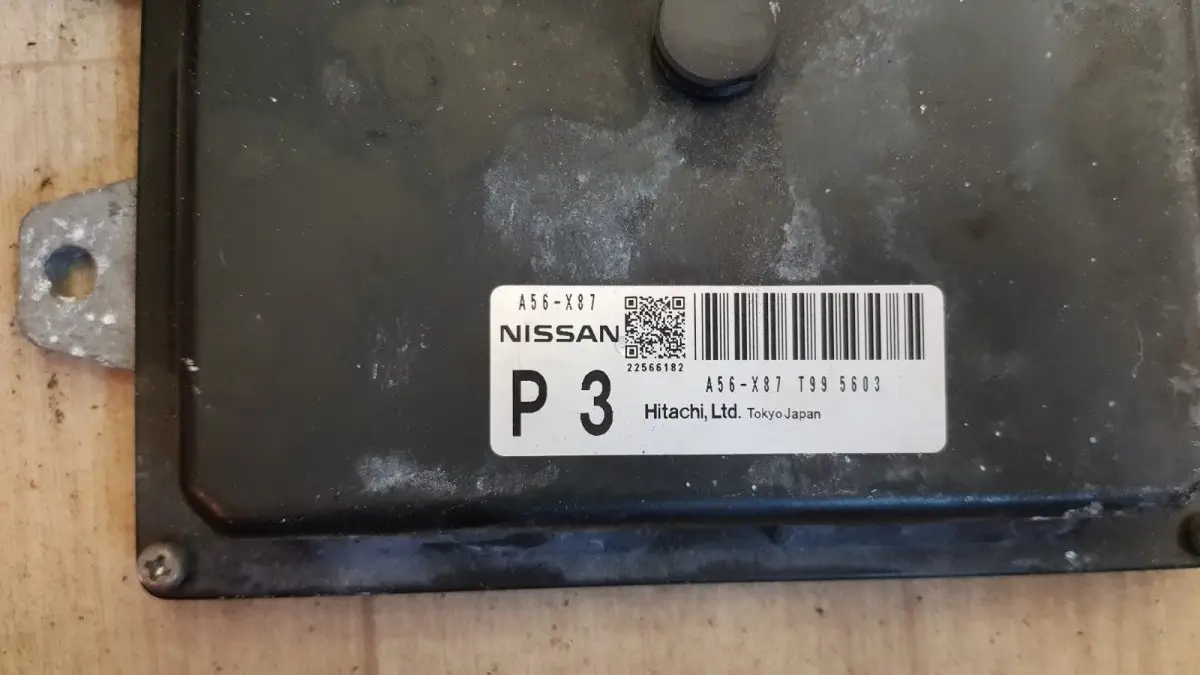 A56-X87
NISSAN
22566182
P 3
A56-X87 T99 5603
Hitachi, Ltd. Tokyo Japan